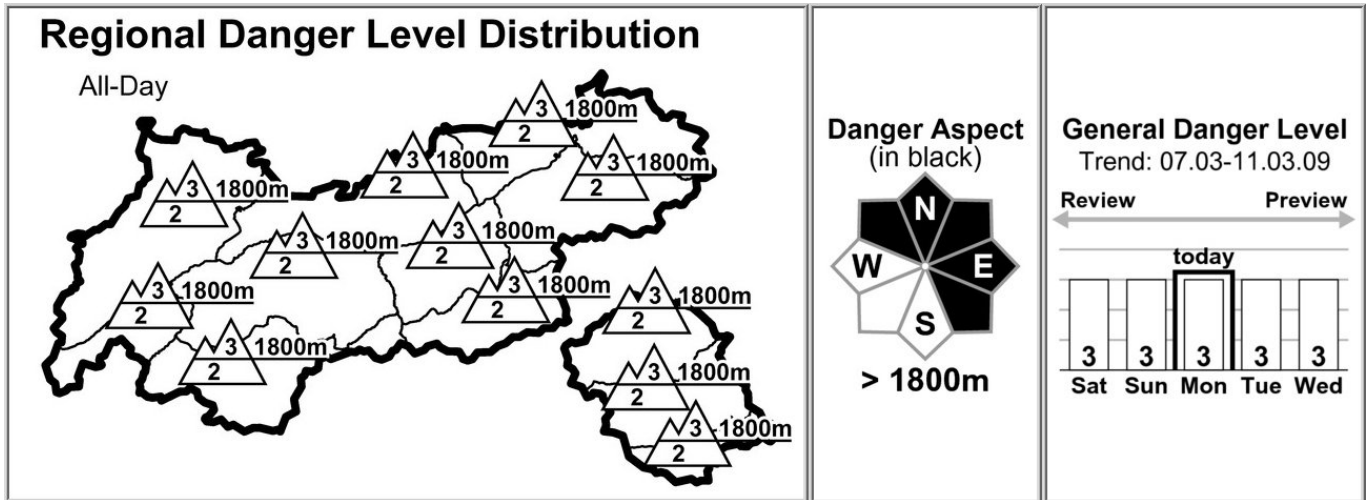 Regional Danger Level Distribution
All-Day
3 1800m
2
3 1800m
2
3 1800m
2
3 1800m
2
3 1800m
2
3 1800m
2
3 1800m
2
3 1800m
2
3 1800m
2
3 1800m
2
3 1800m
2
3 1800m
2
Danger Aspect
(in black)
N
W E
S
> 1800m
General Danger Level
Trend: 07.03-11.03.09
Review Preview
today
3 3 3 3 3
Sat Sun Mon Tue Wed